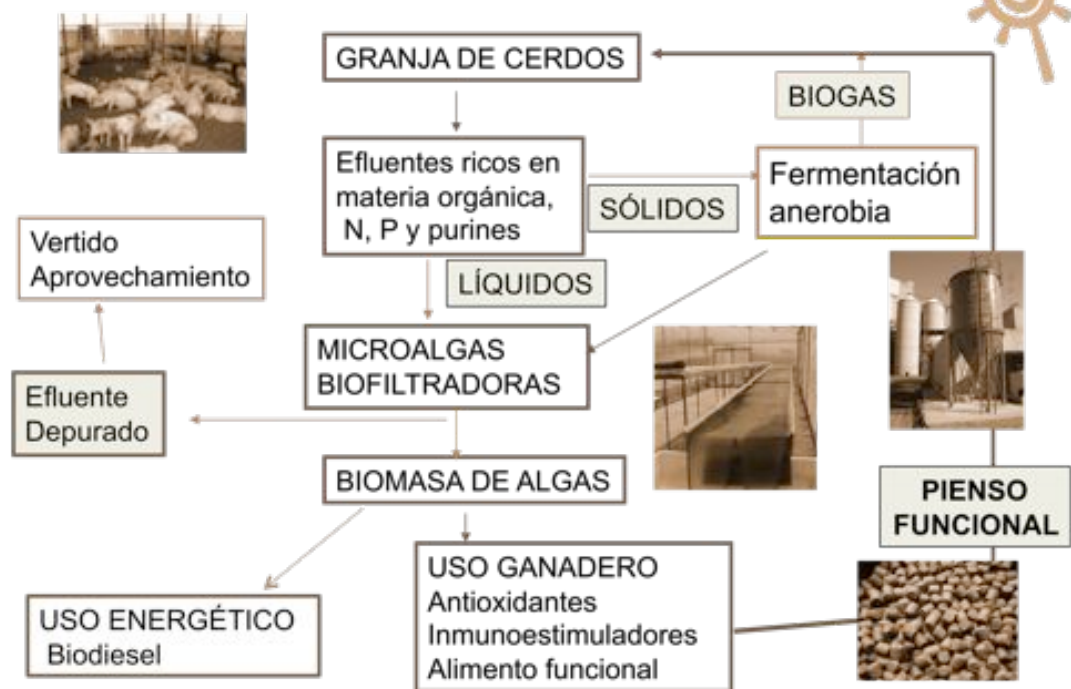 GRANJA DE CERDOS
BIOGAS
Efluentes ricos en
materia orgánica,
N, P y purines
SÓLIDOS
Fermentación
anerobia
Vertido
Aprovechamiento
LÍQUIDOS
MICROALGAS
BIOFILTRADORAS
Efluente
Depurado
BIOMASA DE ALGAS
PIENSO
FUNCIONAL
USO GANADERO
Antioxidantes
Inmunoestimuladores
Alimento funcional
USO ENERGÉTICO
Biodiesel